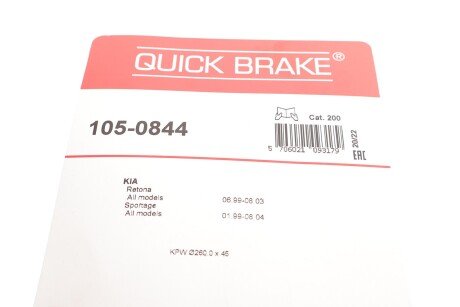 QUICK BRAKE®
105-0844
Cat. 200
5 706021 093179
20/22
EAC
KIA
Retona
All models 06.99-08.03
Sportage
All models 01.99-08.04
KPW Ø260,0 x 45